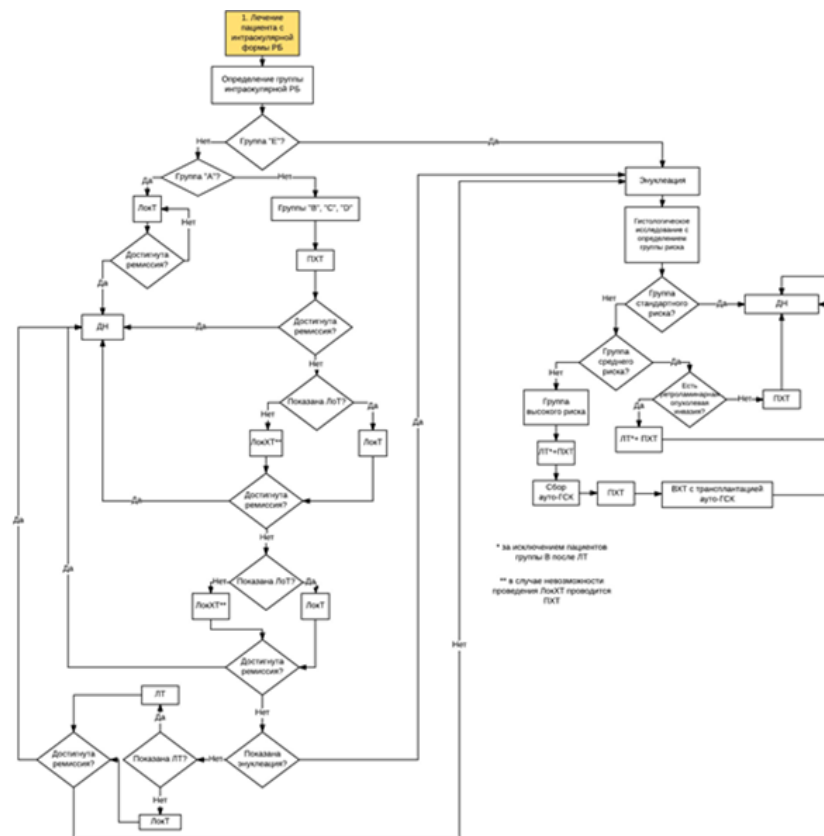 1. Лечение
пациента с
интраокулярной
формы РБ
Определение группы
интраокулярной РБ
Группа "E"?
Нет
Да
Группа "A"?
Да
Нет
ЛокТ
Нет
Группы "B", "C", "D"
Достигнута
ремиссия?
Да
ПХТ
ДН
Да
Достигнута
ремиссия?
Нет
Показана ЛоТ?
Нет
Да
ЛокХТ**
ЛокТ
Достигнута
ремиссия?
Да
Нет
Показана ЛоТ?
Нет
Да
ЛокХТ**
ЛокТ
Достигнута
ремиссия?
Да
Нет
Показана
энуклеация?
Нет
Да
Показана ЛТ?
Да
ЛТ
Нет
ЛокТ
Достигнута
ремиссия?
Да
Нет
Энуклеация
Гистологическое
исследование с
определением
группы риска
Группа
стандартного
риска?
Да
ДН
Нет
Группа
среднего
риска?
Да
Нет
Есть
ретроламинарная
опухолевая
инвазия?
Нет
ПХТ
Да
ЛТ*+ ПХТ
Группа
высокого риска
ЛТ*+ПХТ
Сбор
ауто-ГСК
ПХТ
ВХТ с трансплантацией
ауто-ГСК
* за исключением пациентов
группы В после ЛТ
** в случае невозможности
проведения ЛокХТ проводится
ПХТ